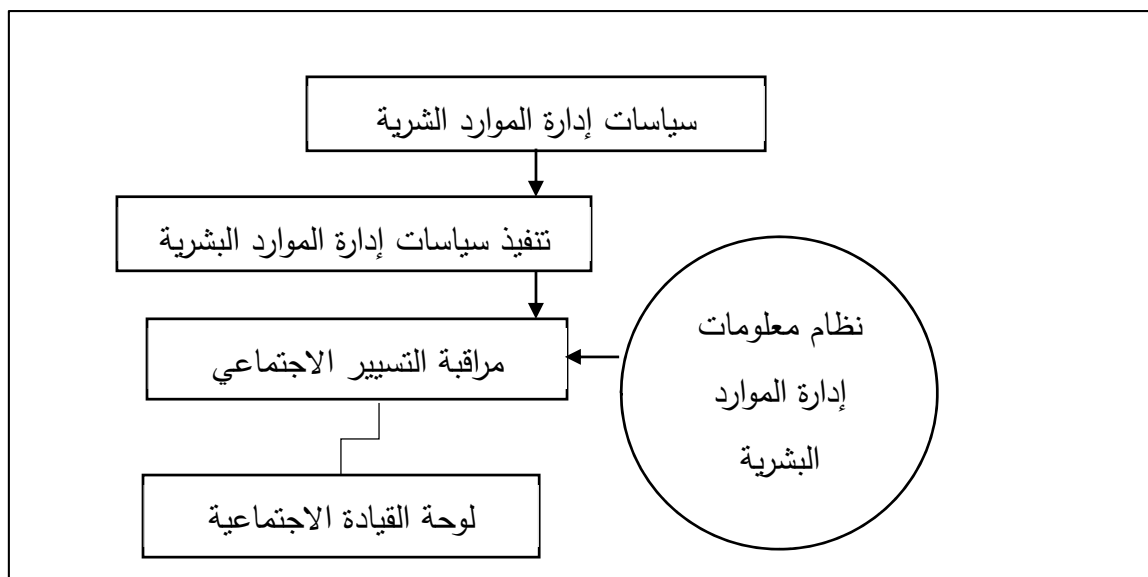 سياسات إدارة الموارد الشرية
تنفيذ سياسات إدارة الموارد البشرية
مراقبة التسيير الاجتماعي
نظام معلومات
إدارة الموارد
البشرية
لوحة القيادة الاجتماعية